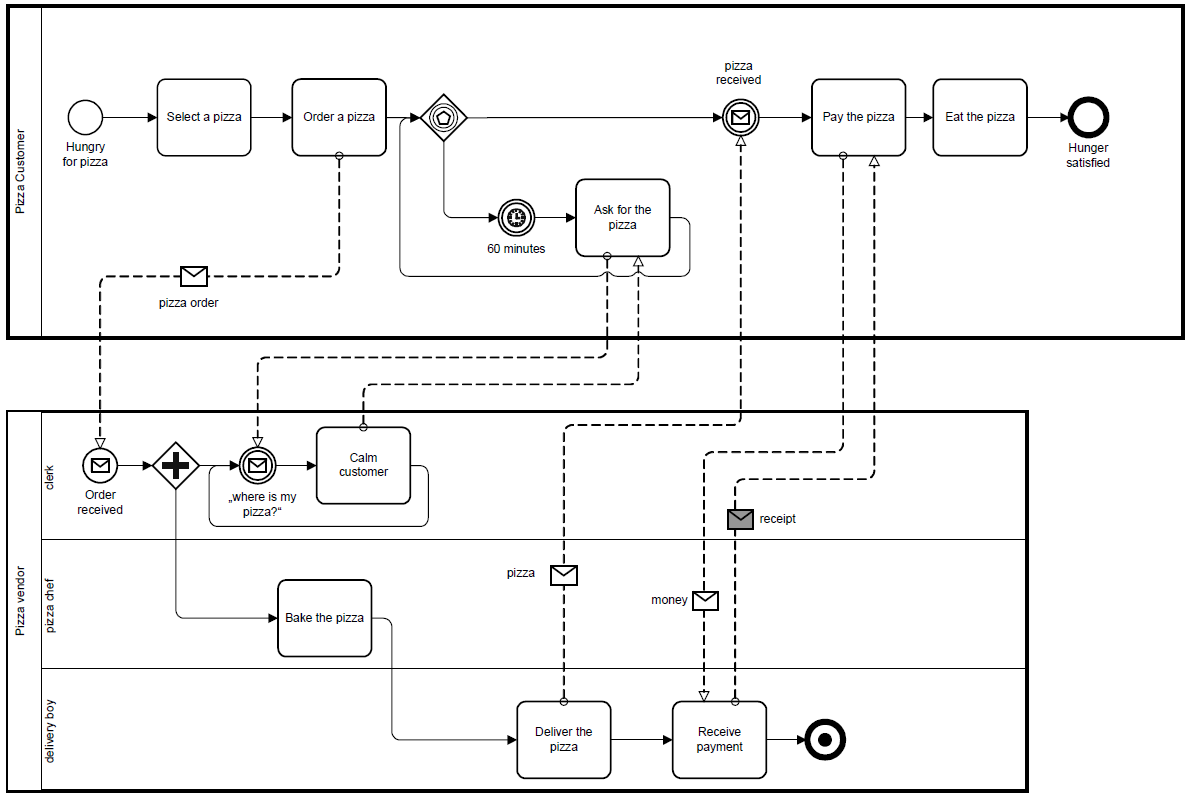 Pizza Customer
pizza
received
Select a pizza
Order a pizza
Pay the pizza
Eat the pizza
Hungry
for pizza
Hunger
satisfied
Ask for the
pizza
60 minutes
pizza order
Pizza vendor
clerk
Calm
customer
Order
received
„where is my
pizza?“
receipt
pizza chef
pizza
money
Bake the pizza
delivery boy
Deliver the
pizza
Receive
payment